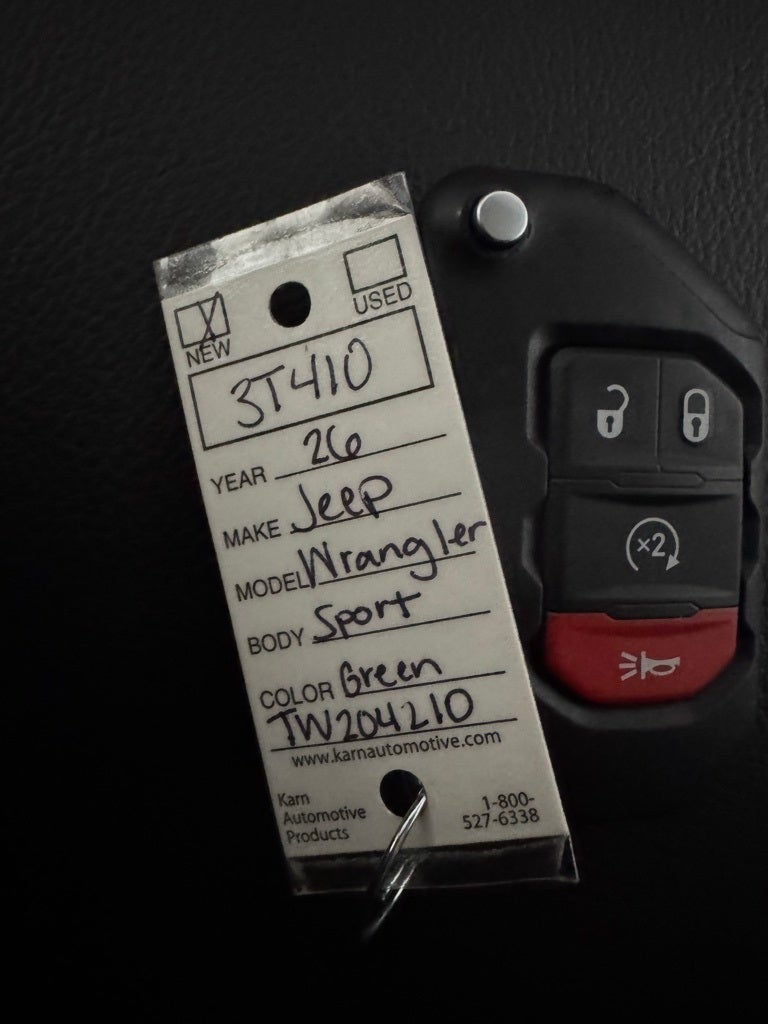 NEW USED
3T410
YEAR 26
MAKE Jeep
MODEL Wrangler
BODY Sport
COLOR Green
TW204210
www.karnautomotive.com
Karn
Automotive
Products
1-800-
527-6338
x2